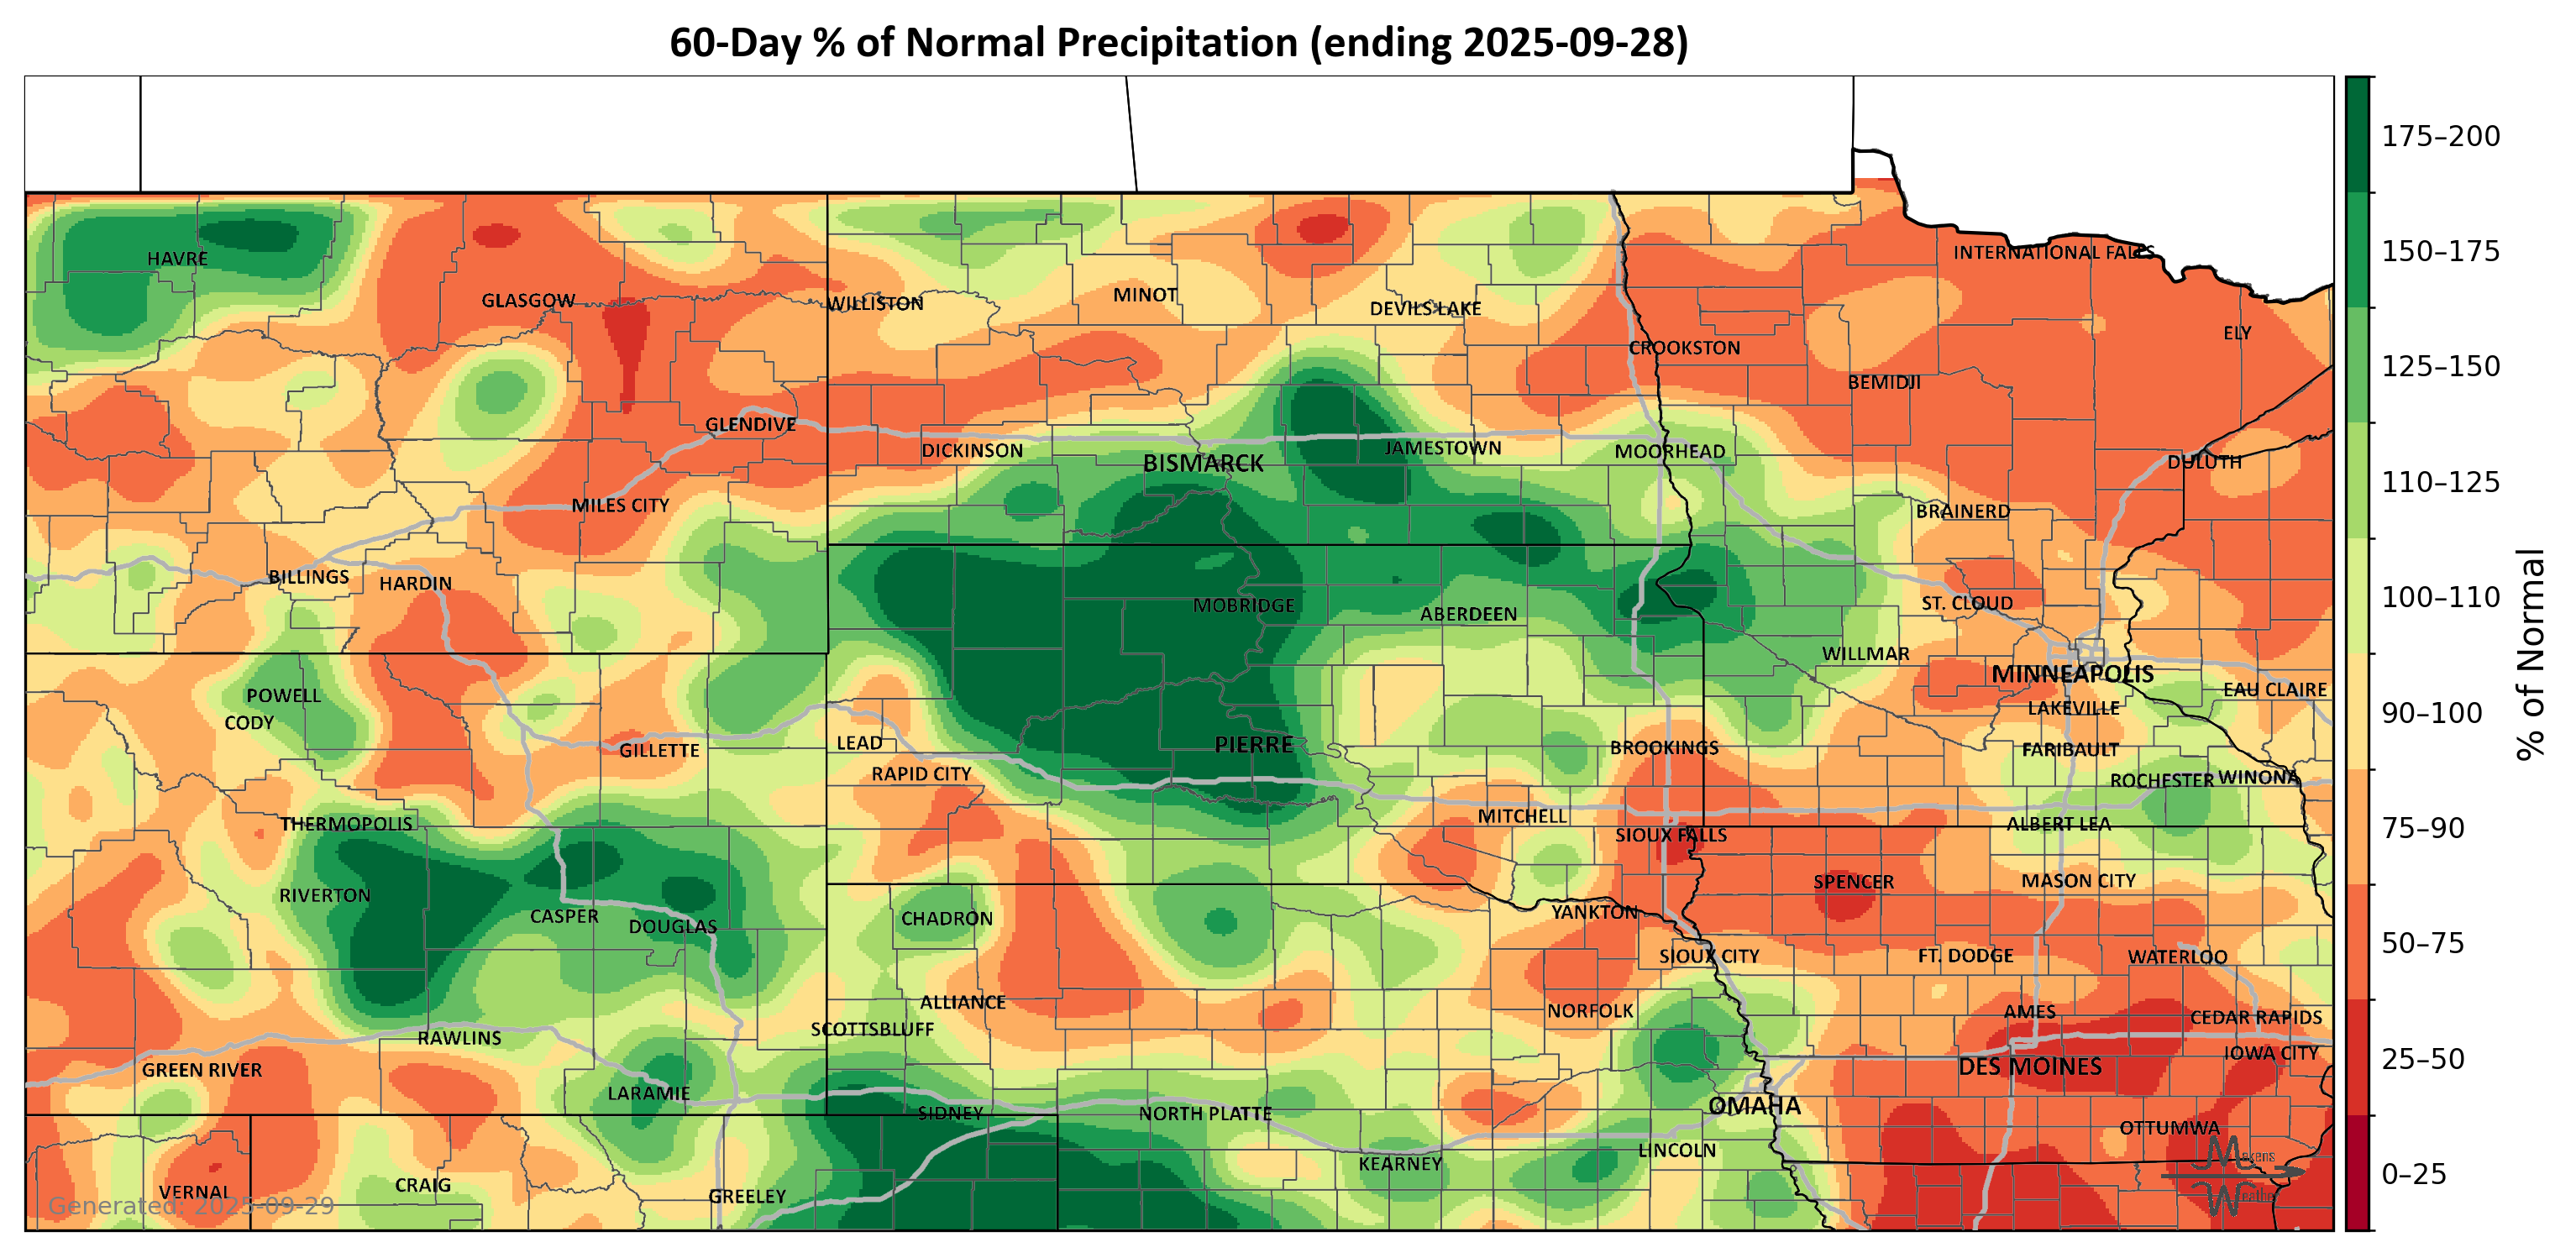 60-Day % of Normal Precipitation (ending 2025-09-28)
175–200
150–175
125–150
110–125
100–110
90–100
75–90
50–75
25–50
0–25
% of Normal
HAVRE
INTERNATIONAL FALLS
GLASGOW
WILLISTON
MINOT
DEVILS LAKE
ELY
CROOKSTON
BEMIDJI
GLENDIVE
DICKINSON
BISMARCK
JAMESTOWN
MOORHEAD
DULUTH
MILES CITY
BRAINERD
BILLINGS
HARDIN
MOBRIDGE
ABERDEEN
ST. CLOUD
WILLMAR
MINNEAPOLIS
POWELL
EAU CLAIRE
CODY
LAKEVILLE
GILLETTE
LEAD
PIERRE
BROOKINGS
FARIBAULT
RAPID CITY
ROCHESTER
WINONA
THERMOPOLIS
MITCHELL
SIOUX FALLS
ALBERT LEA
RIVERTON
SPENCER
MASON CITY
CASPER
DOUGLAS
CHADRON
YANKTON
SIOUX CITY
FT. DODGE
WATERLOO
ALLIANCE
NORFOLK
AMES
CEDAR RAPIDS
SCOTTSBLUFF
RAWLINS
IOWA CITY
GREEN RIVER
DES MOINES
LARAMIE
SIDNEY
NORTH PLATTE
OMAHA
OTTUMWA
KEARNEY
LINCOLN
VERNAL
CRAIG
GREELEY
Makens
Weather
Generated: 2025-09-29